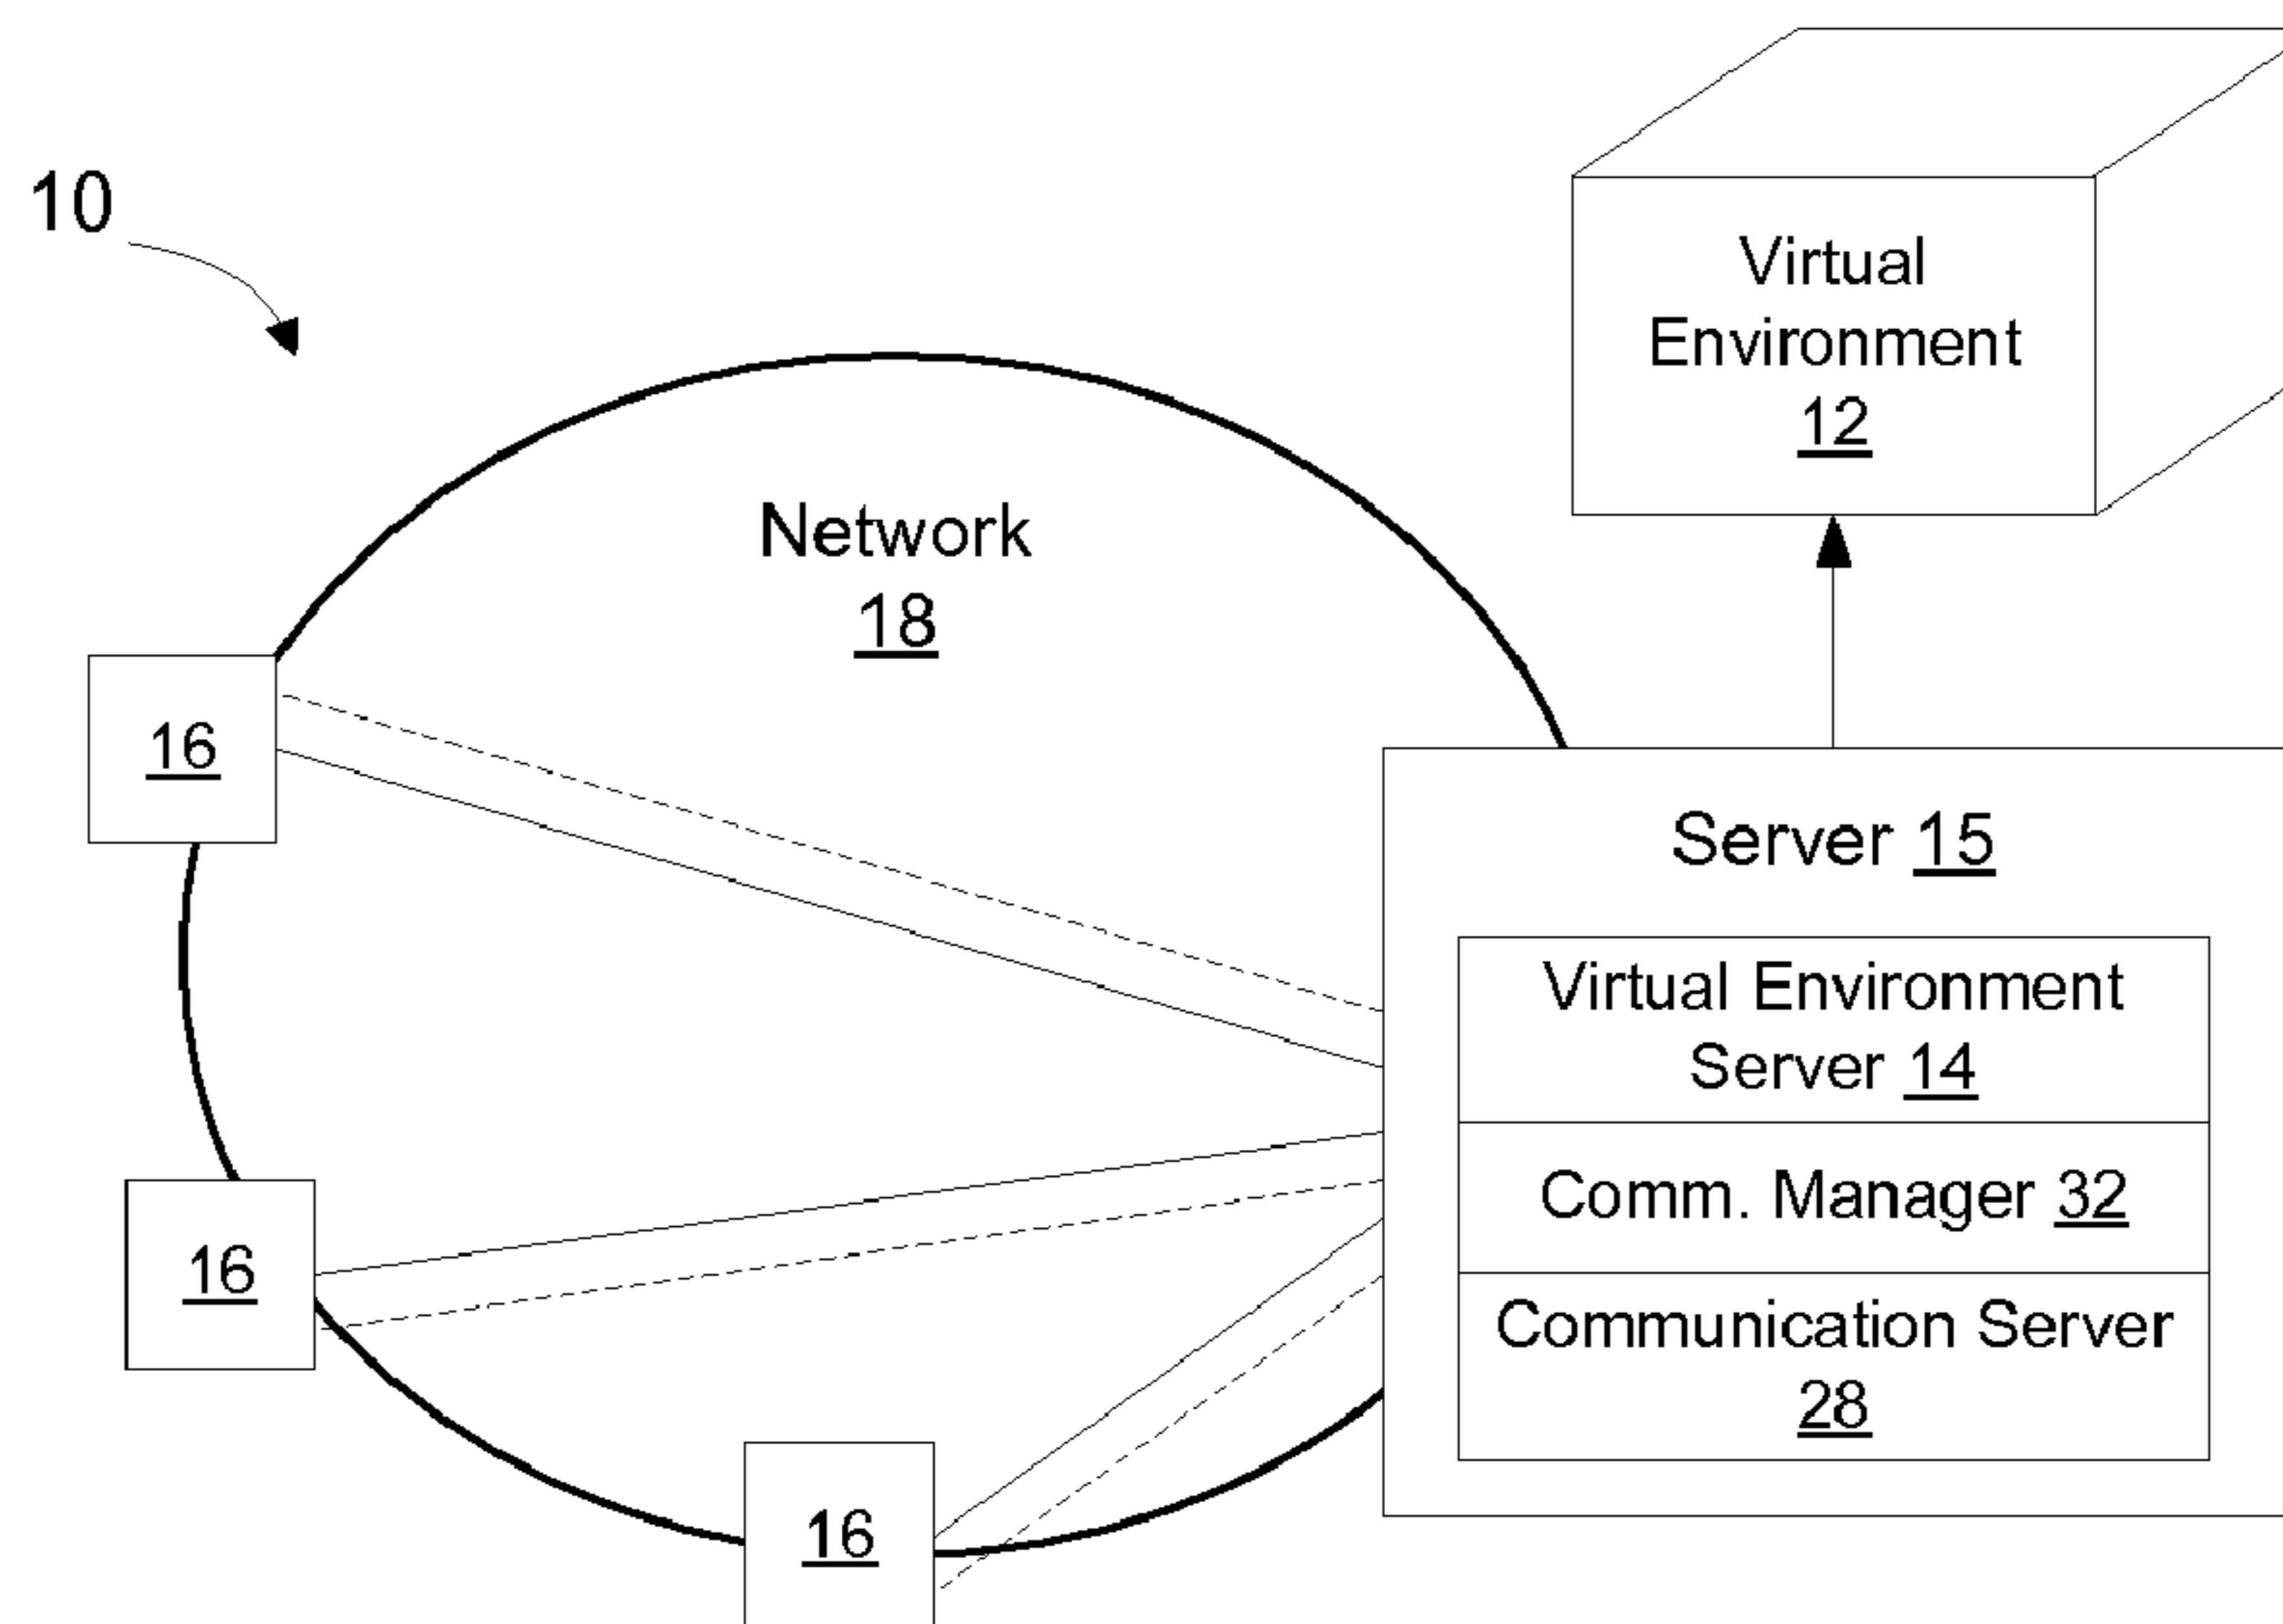 10
Virtual
Environment
12
Network
18
16
Server 15
Virtual Environment
Server 14
Comm. Manager 32
16
Communication Server
28
16